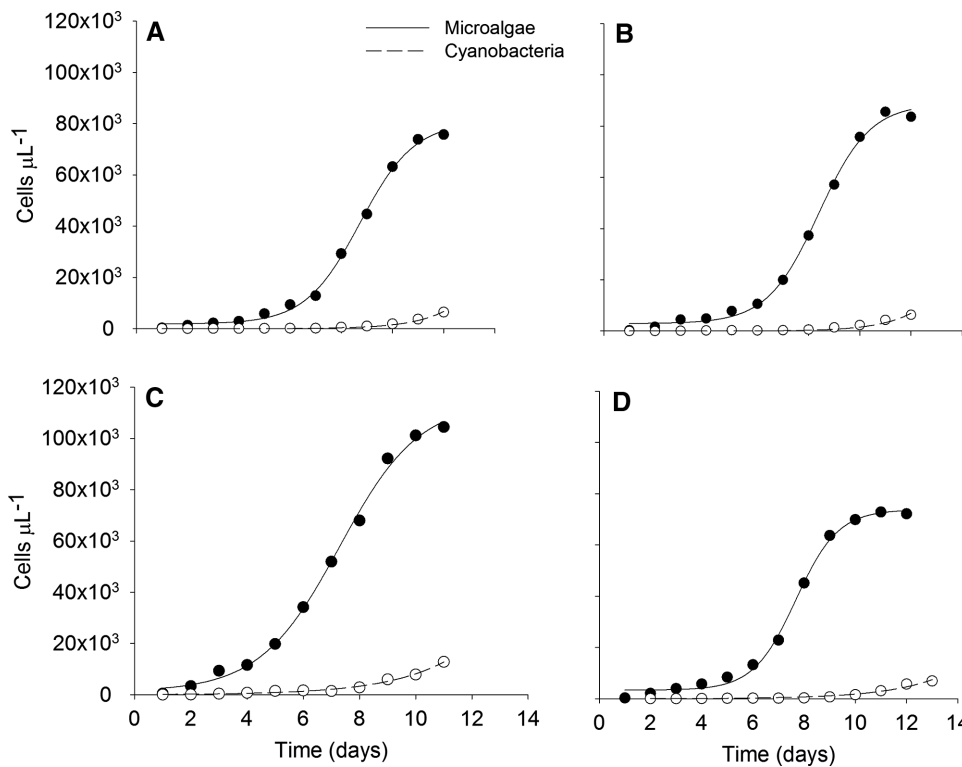 A
B
Microalgae
Cyanobacteria
120x10³
100x10³
80x10³
60x10³
40x10³
20x10³
0
Cells μL⁻¹
C
D
120x10³
100x10³
80x10³
60x10³
40x10³
20x10³
0
Cells μL⁻¹
0 2 4 6 8 10 12 14
Time (days)
0 2 4 6 8 10 12 14
Time (days)